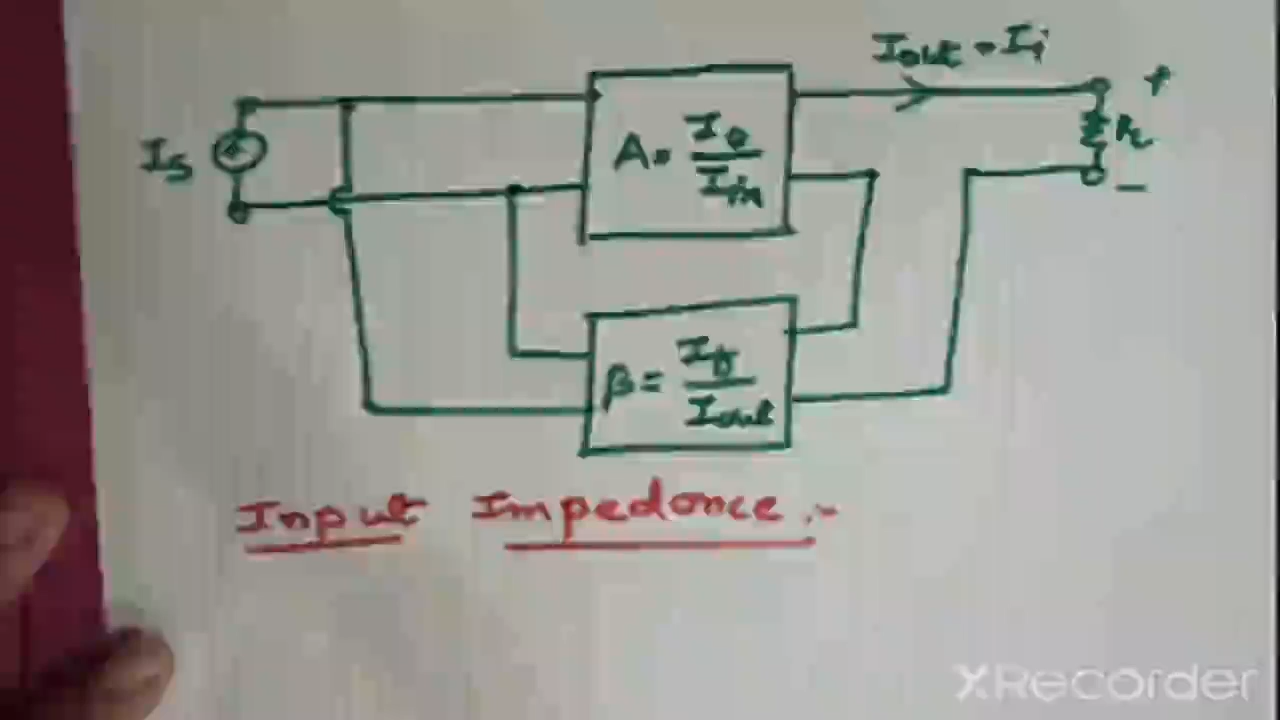 Iout = Ii
+
Is
A = Io / Iin
RL
−
β = If / Iout
Input Impedance :-
XRecorder